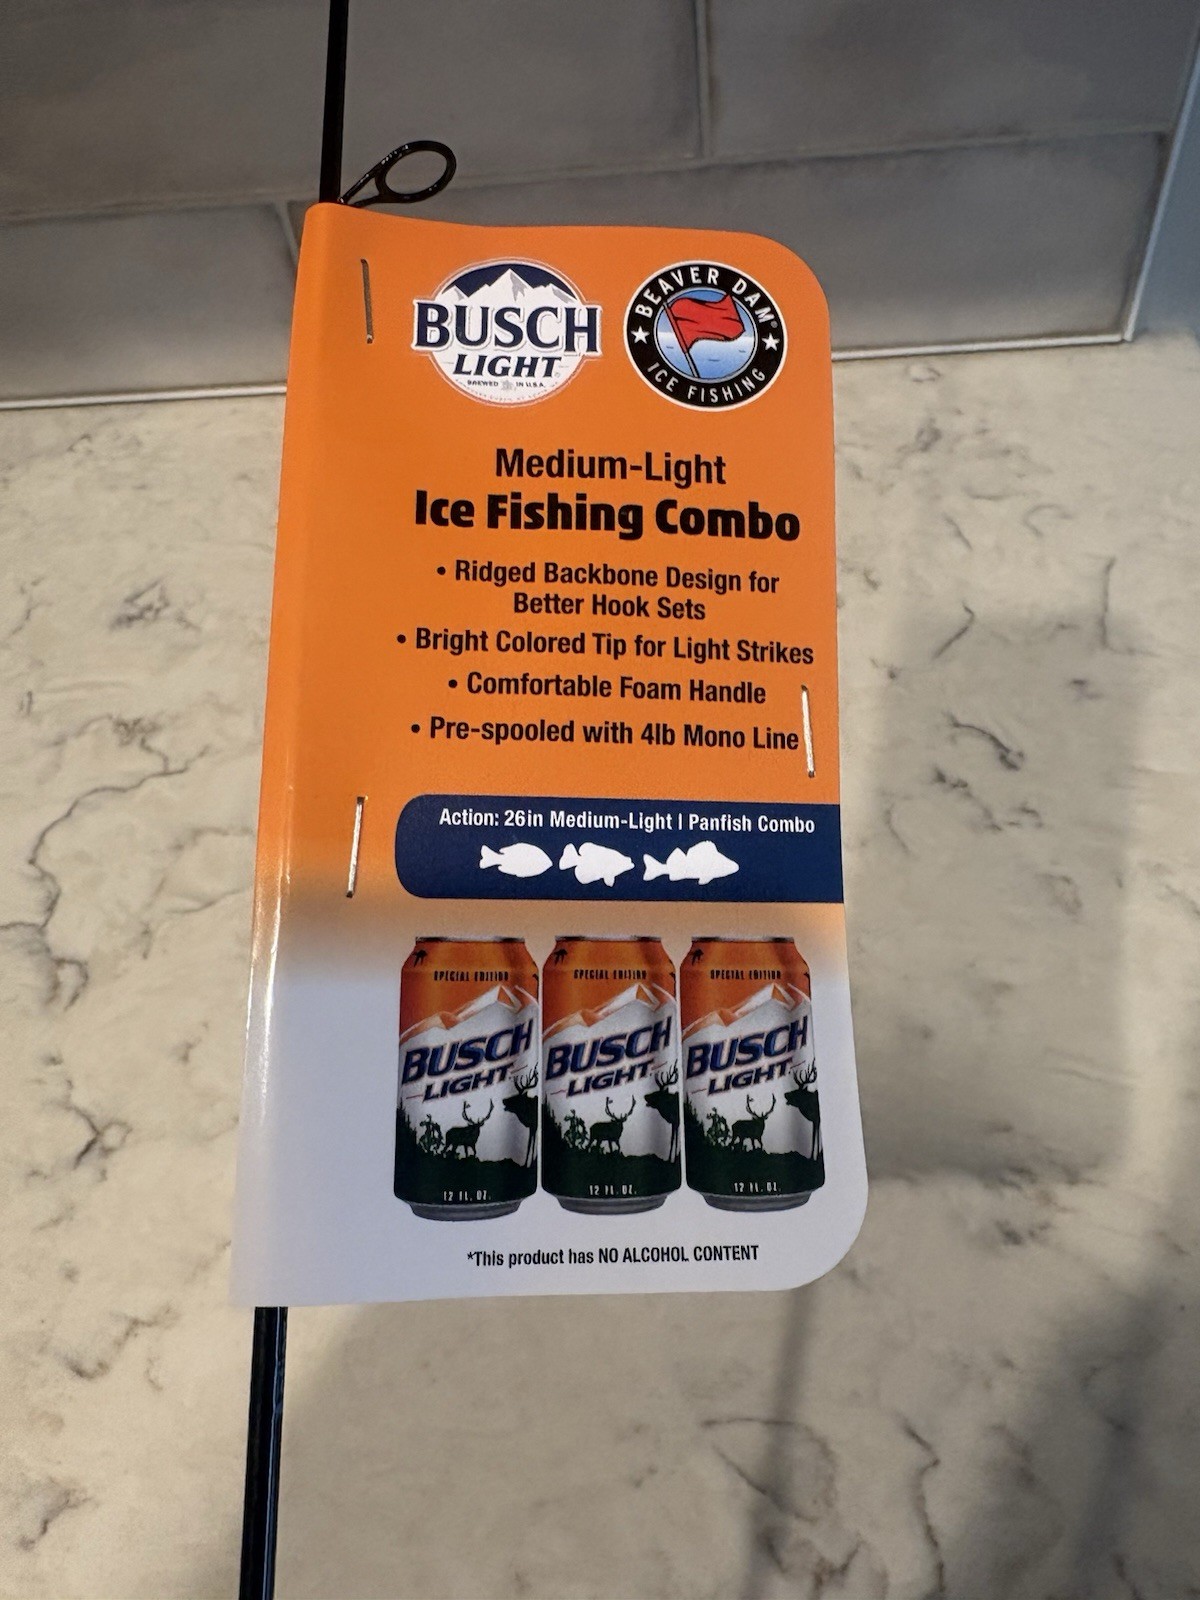 BUSCH
LIGHT
BREWED IN U.S.A.
BEAVER DAM®
ICE FISHING
Medium-Light
Ice Fishing Combo
• Ridged Backbone Design for
Better Hook Sets
• Bright Colored Tip for Light Strikes
• Comfortable Foam Handle
• Pre-spooled with 4lb Mono Line
Action: 26in Medium-Light | Panfish Combo
SPECIAL EDITION
BUSCH
LIGHT
12 FL. OZ.
SPECIAL EDITION
BUSCH
LIGHT
12 FL. OZ.
SPECIAL EDITION
BUSCH
LIGHT
12 FL. OZ.
*This product has NO ALCOHOL CONTENT